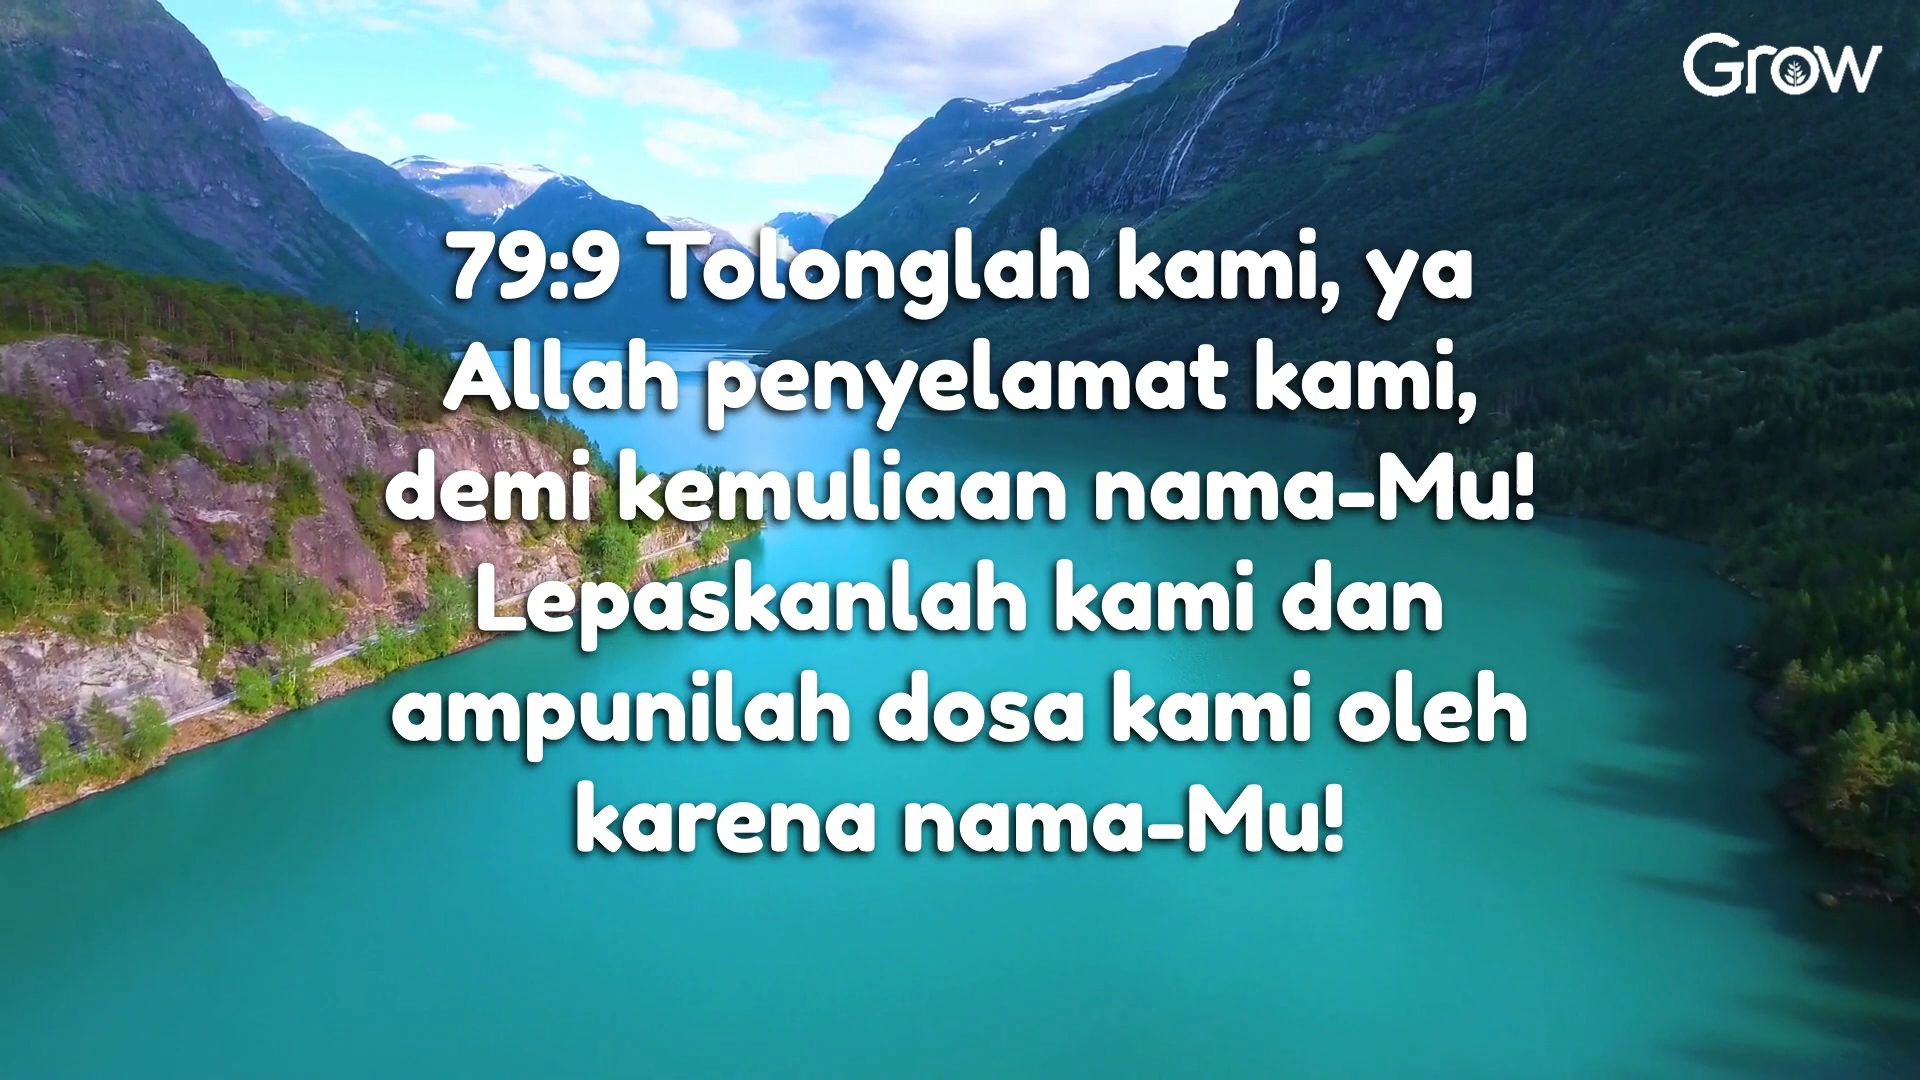 Grow
79:9 Tolonglah kami, ya
Allah penyelamat kami,
demi kemuliaan nama-Mu!
Lepaskanlah kami dan
ampunilah dosa kami oleh
karena nama-Mu!